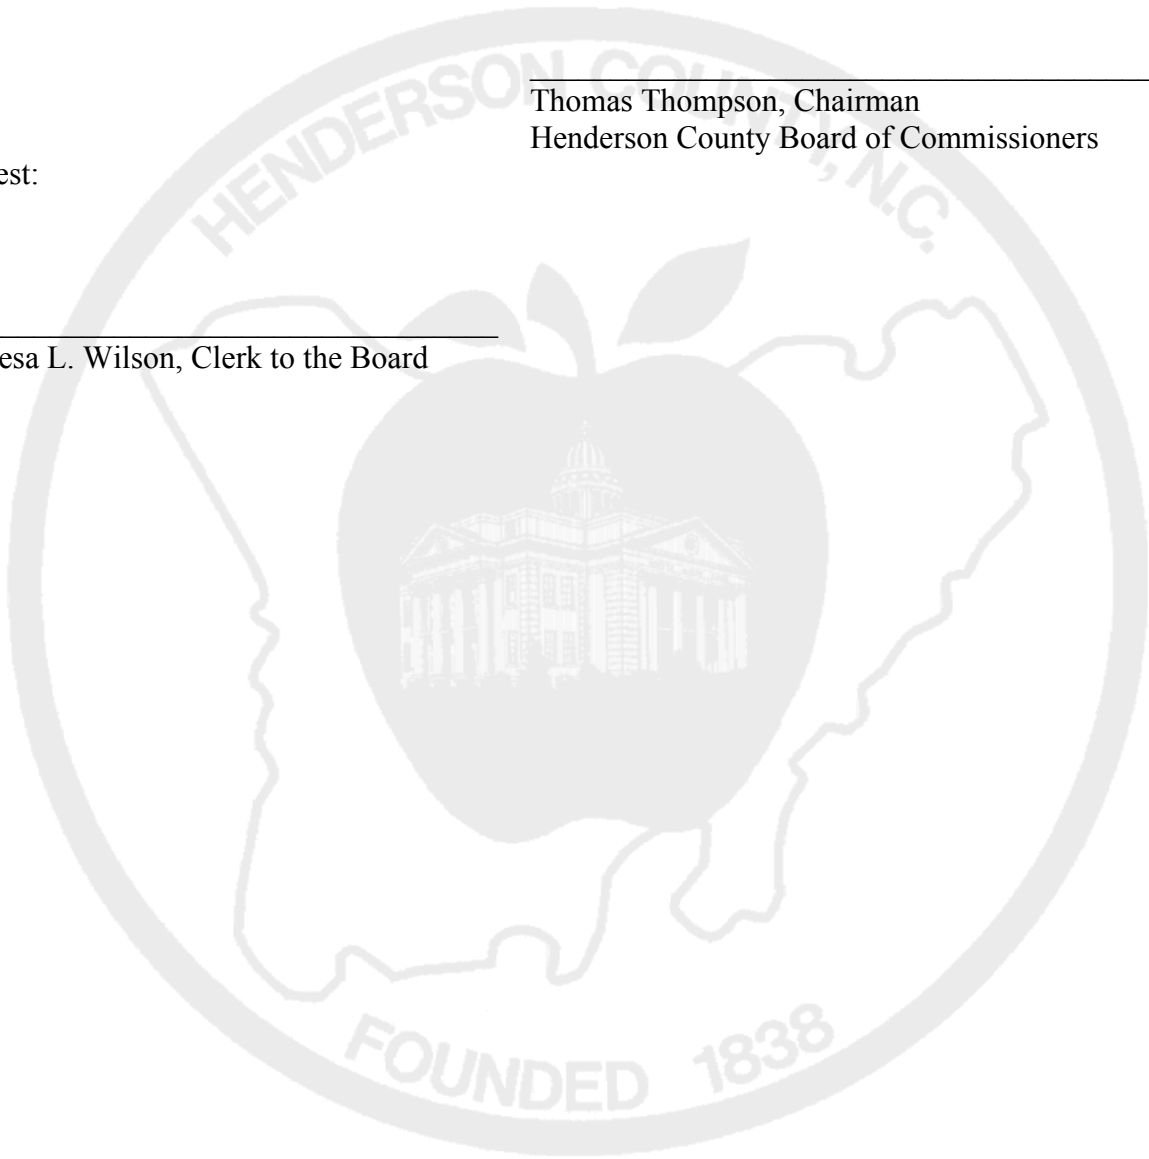 HENDERSON COUNTY, N.C.
Thomas Thompson, Chairman
Henderson County Board of Commissioners
est:
esa L. Wilson, Clerk to the Board
FOUNDED 1838